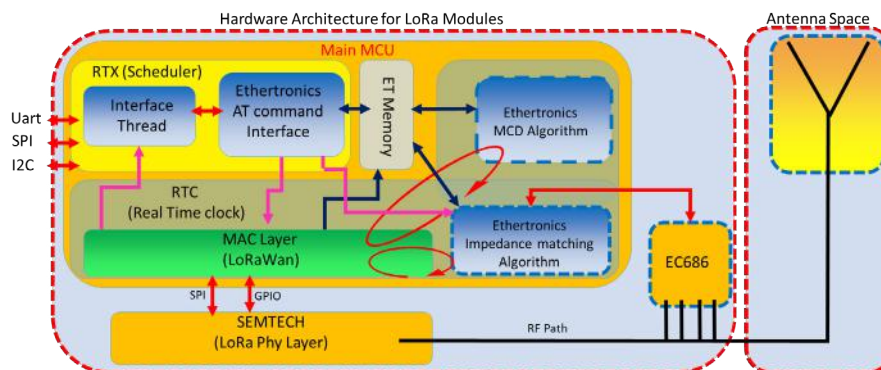 Hardware Architecture for LoRa Modules
Antenna Space
Main MCU
RTX (Scheduler)
Interface
Thread
Ethertronics
AT command
Interface
ET Memory
Ethertronics
MCD Algorithm
Uart
SPI
I2C
RTC
(Real Time clock)
MAC Layer
(LoRaWan)
Ethertronics
Impedance matching
Algorithm
EC686
SPI
GPIO
SEMTECH
(LoRa Phy Layer)
RF Path